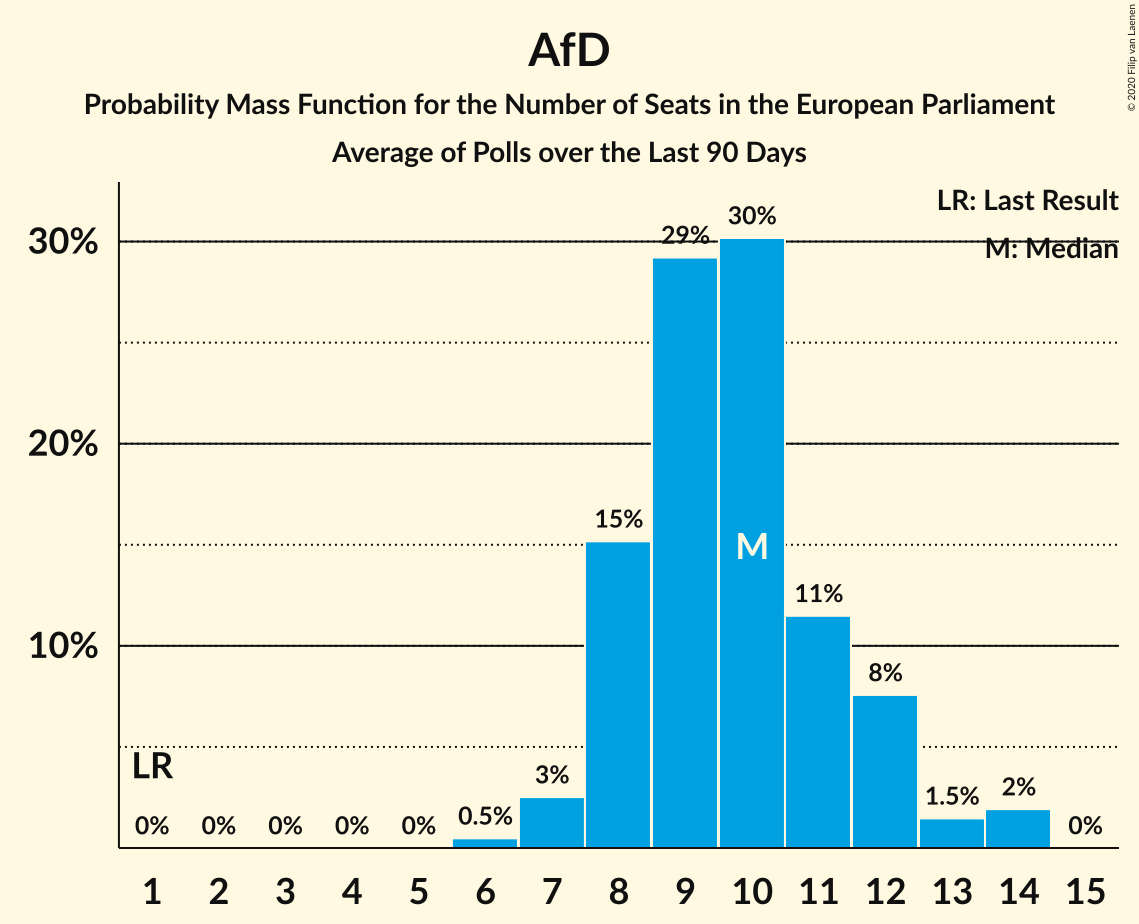 AfD
Probability Mass Function for the Number of Seats in the European Parliament
Average of Polls over the Last 90 Days
© 2020 Filip van Laenen
LR: Last Result
M: Median
30%
20%
10%
LR
0%
0%
0%
0%
0%
0.5%
3%
15%
29%
30%
M
11%
8%
1.5%
2%
0%
1 2 3 4 5 6 7 8 9 10 11 12 13 14 15